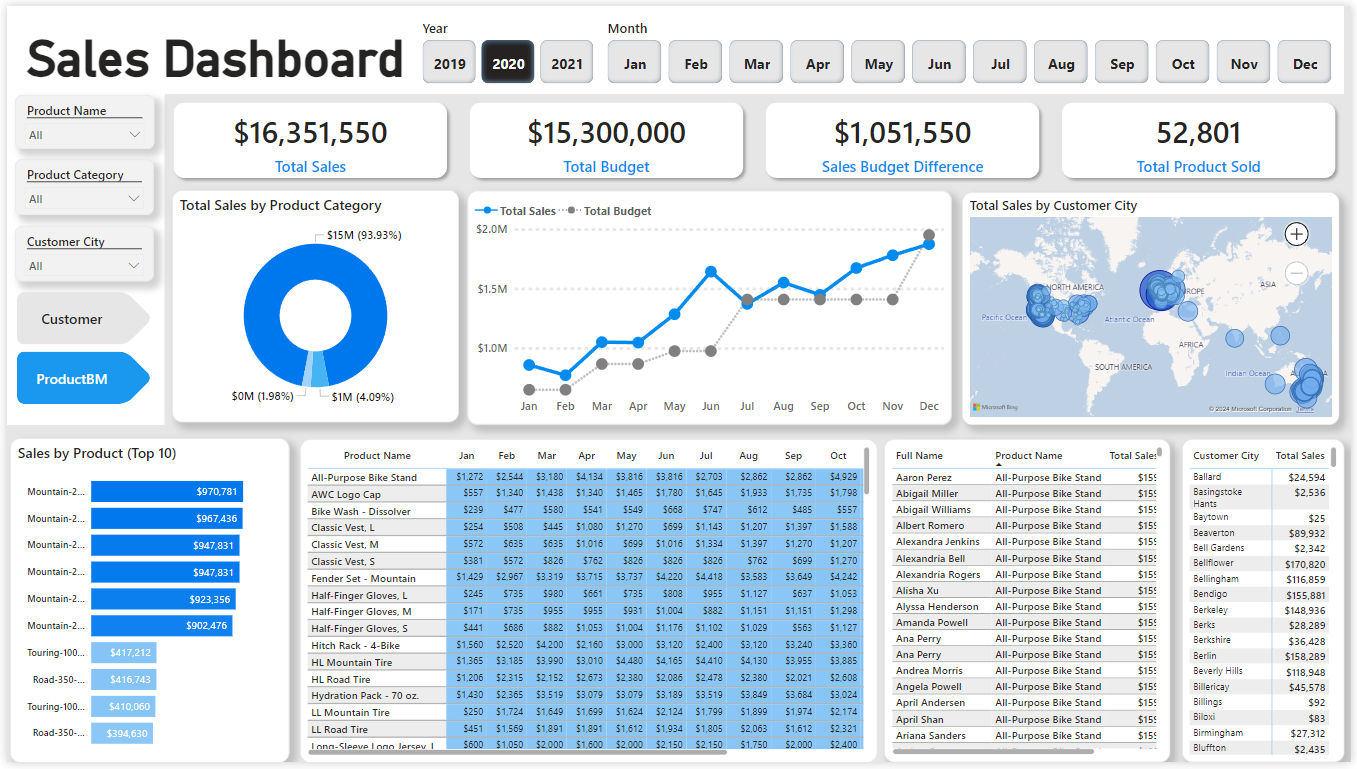 Sales Dashboard
Year
2019 2020 2021
Month
Jan Feb Mar Apr May Jun Jul Aug Sep Oct Nov Dec
Product Name
All
Product Category
All
Customer City
All
Customer
ProductBM
$16,351,550
Total Sales
$15,300,000
Total Budget
$1,051,550
Sales Budget Difference
52,801
Total Product Sold
Total Sales by Product Category
$15M (93.93%)
$0M (1.98%)
$1M (4.09%)
Total Sales Total Budget
$2.0M
$1.5M
$1.0M
Jan Feb Mar Apr May Jun Jul Aug Sep Oct Nov Dec
Total Sales by Customer City
NORTH AMERICA
ROPE
ASIA
Pacific Ocean
Atlantic Ocean
AFRICA
SOUTH AMERICA
Indian Ocean
Microsoft Bing
© 2024 Microsoft Corporation Terms
Sales by Product (Top 10)
Mountain-2... $970,781
Mountain-2... $967,436
Mountain-2... $947,831
Mountain-2... $947,831
Mountain-2... $923,356
Mountain-2... $902,476
Touring-100... $417,212
Road-350-... $416,743
Touring-100... $410,060
Road-350-... $394,630
Product Name Jan Feb Mar Apr May Jun Jul Aug Sep Oct
All-Purpose Bike Stand $1,272 $2,544 $3,180 $4,134 $3,816 $3,816 $2,703 $2,862 $2,862 $4,929
AWC Logo Cap $557 $1,340 $1,438 $1,340 $1,465 $1,780 $1,645 $1,933 $1,735 $1,798
Bike Wash - Dissolver $239 $477 $580 $541 $549 $668 $747 $612 $485 $557
Classic Vest, L $254 $508 $445 $1,080 $1,270 $699 $1,143 $1,207 $1,397 $1,588
Classic Vest, M $572 $635 $635 $1,016 $699 $1,016 $1,334 $1,397 $1,270 $1,207
Classic Vest, S $381 $572 $826 $762 $826 $826 $826 $762 $699 $1,270
Fender Set - Mountain $1,429 $2,967 $3,319 $3,715 $3,737 $4,220 $4,418 $3,583 $3,649 $4,242
Half-Finger Gloves, L $245 $735 $980 $661 $735 $808 $955 $1,127 $637 $1,053
Half-Finger Gloves, M $171 $735 $955 $955 $931 $1,004 $882 $1,151 $1,151 $1,298
Half-Finger Gloves, S $441 $686 $882 $1,053 $1,004 $1,176 $1,102 $1,029 $563 $1,127
Hitch Rack - 4-Bike $1,560 $2,520 $4,200 $2,160 $3,000 $3,120 $2,400 $3,120 $3,240 $3,360
HL Mountain Tire $1,365 $3,185 $3,990 $3,010 $4,480 $4,165 $4,410 $4,130 $3,955 $3,885
HL Road Tire $1,206 $2,315 $2,152 $2,673 $2,380 $2,086 $2,478 $2,380 $2,021 $2,608
Hydration Pack - 70 oz. $1,430 $2,365 $3,519 $3,079 $3,079 $3,189 $3,519 $3,849 $3,684 $3,024
LL Mountain Tire $250 $1,724 $1,649 $1,699 $1,624 $2,124 $1,799 $1,899 $1,974 $2,174
LL Road Tire $451 $1,569 $1,891 $1,891 $1,612 $1,934 $1,805 $2,063 $1,612 $2,321
Long-Sleeve Logo Jersey, L $600 $1,050 $2,000 $1,600 $2,000 $2,150 $2,150 $1,750 $2,000 $2,400
Full Name Product Name Total Sales
Aaron Perez All-Purpose Bike Stand $159
Abigail Miller All-Purpose Bike Stand $159
Abigail Williams All-Purpose Bike Stand $159
Albert Romero All-Purpose Bike Stand $159
Alexandra Jenkins All-Purpose Bike Stand $159
Alexandria Bell All-Purpose Bike Stand $159
Alexandria Rogers All-Purpose Bike Stand $159
Alisha Xu All-Purpose Bike Stand $159
Alyssa Henderson All-Purpose Bike Stand $159
Amanda Powell All-Purpose Bike Stand $159
Ana Perry All-Purpose Bike Stand $159
Ana Perry All-Purpose Bike Stand $159
Andrea Morris All-Purpose Bike Stand $159
Angela Powell All-Purpose Bike Stand $159
April Andersen All-Purpose Bike Stand $159
April Shan All-Purpose Bike Stand $159
Ariana Sanders All-Purpose Bike Stand $159
Customer City Total Sales
Ballard $24,594
Basingstoke $2,536
Hants
Baytown $25
Beaverton $89,932
Bell Gardens $2,342
Bellflower $170,820
Bellingham $116,859
Bendigo $155,881
Berkeley $148,936
Berks $28,289
Berkshire $36,428
Berlin $158,289
Beverly Hills $118,948
Billericay $45,578
Billings $92
Biloxi $83
Birmingham $27,312
Bluffton $2,435